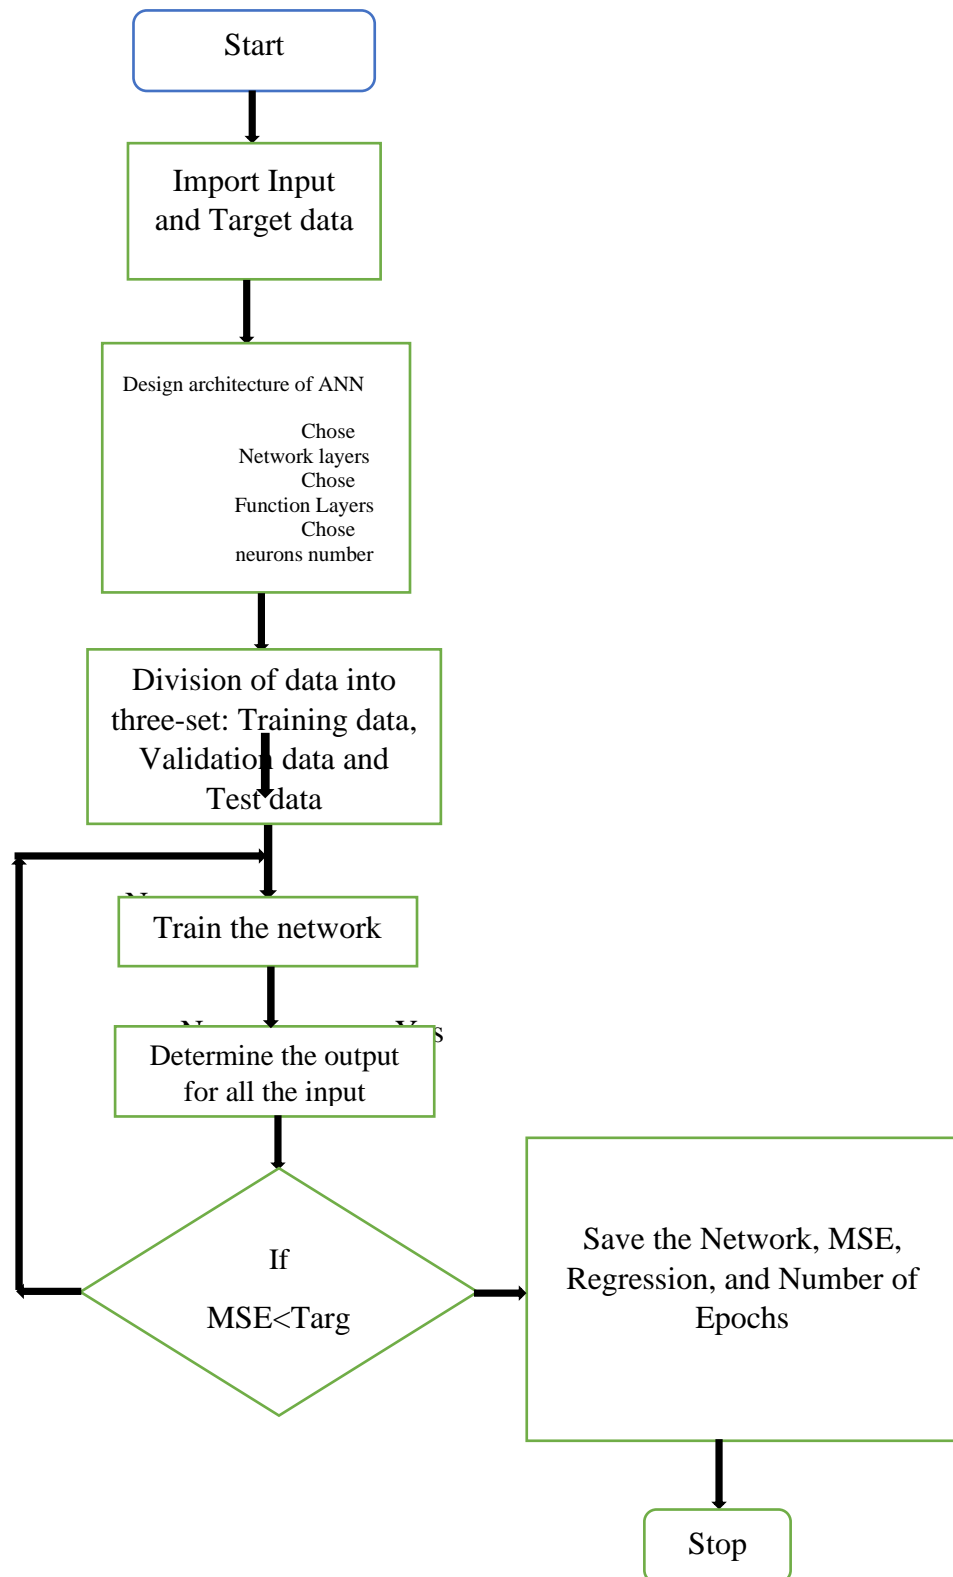 Start
Import Input
and Target data
Design architecture of ANN
Chose
Network layers
Chose
Function Layers
Chose
neurons number
Division of data into
three-set: Training data,
Validation data and
Test data
Train the network
Determine the output
for all the input
If
MSE<Targ
Save the Network, MSE,
Regression, and Number of
Epochs
Stop